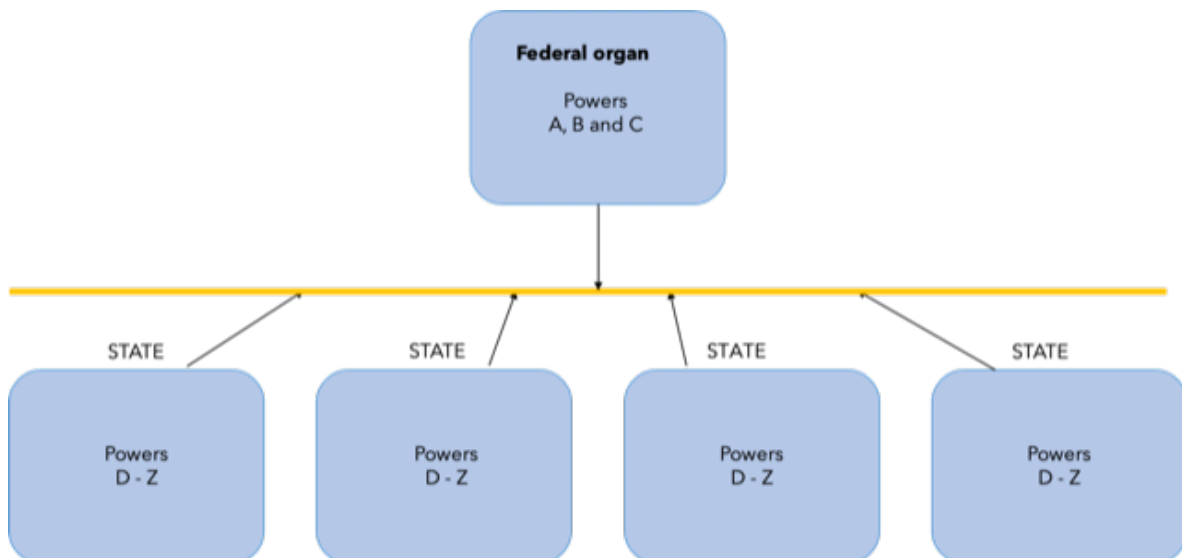 Federal organ
Powers
A, B and C
STATE
STATE
STATE
STATE
Powers
D - Z
Powers
D - Z
Powers
D - Z
Powers
D - Z